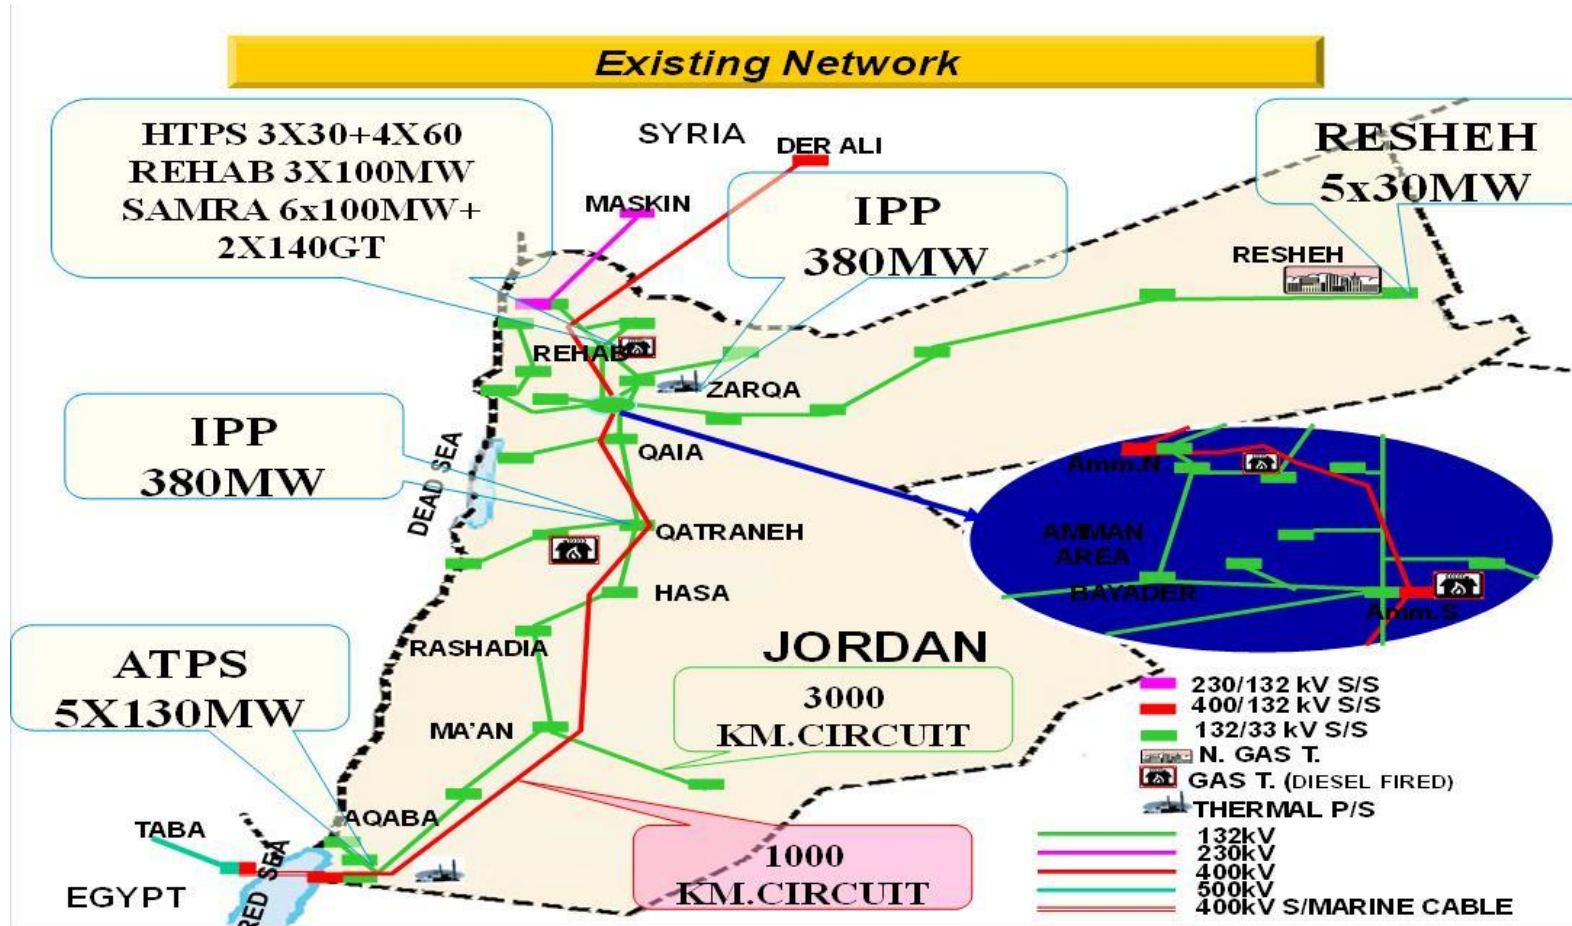 Existing Network
HTPS 3X30+4X60
REHAB 3X100MW
SAMRA 6x100MW+
2X140GT
SYRIA
DER ALI
MASKIN
IPP
380MW
RESHEH
5x30MW
RESHEH
REHAB
ZARQA
IPP
380MW
DEAD SEA
QAIA
QATRANEH
HASA
RASHADIA
JORDAN
Amm.N
AMMAN
AREA
BAYADER
Amm.S
ATPS
5X130MW
MA'AN
3000
KM.CIRCUIT
AQABA
TABA
EGYPT
RED SEA
1000
KM.CIRCUIT
230/132 kV S/S
400/132 kV S/S
132/33 kV S/S
N. GAS T.
GAS T. (DIESEL FIRED)
THERMAL P/S
132kV
230kV
400kV
500kV
400kV S/MARINE CABLE